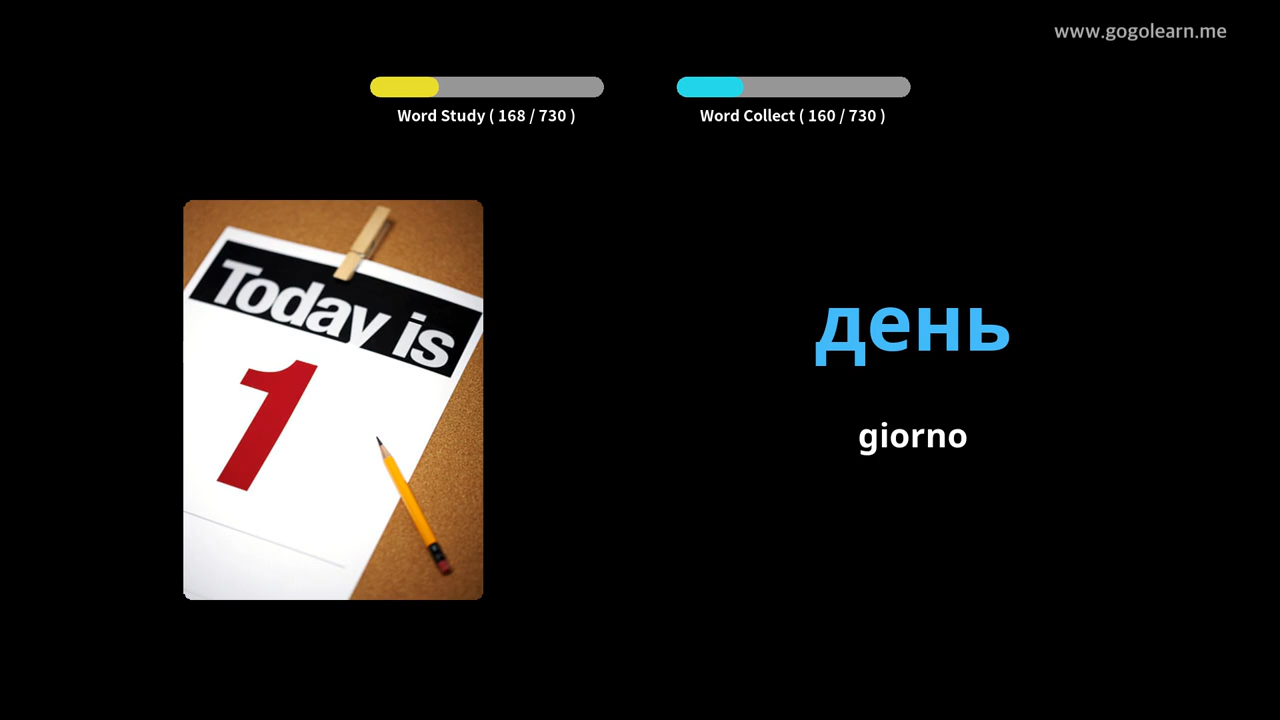 www.gogolearn.me
Word Study ( 168 / 730 )
Word Collect ( 160 / 730 )
Today is
1
день
giorno